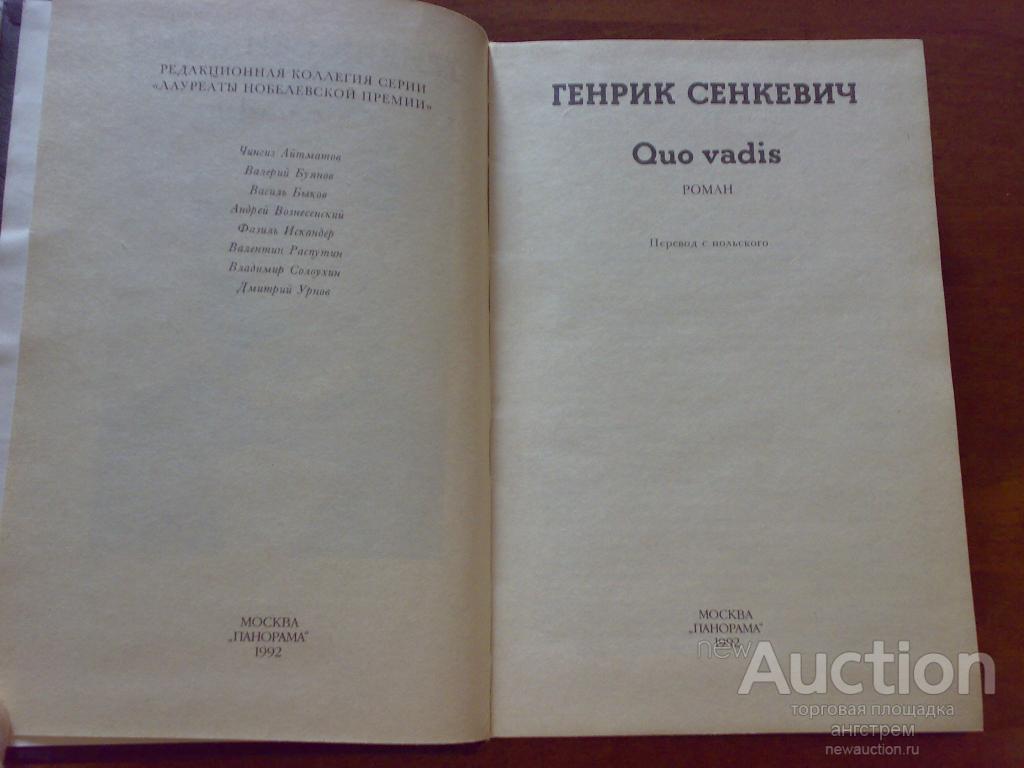 РЕДАКЦИОННАЯ КОЛЛЕГИЯ СЕРИИ
«ЛАУРЕАТЫ НОБЕЛЕВСКОЙ ПРЕМИИ»
Чингиз Айтматов
Валерий Буянов
Василь Быков
Андрей Вознесенский
Фазиль Искандер
Валентин Распутин
Владимир Солоухин
Дмитрий Урнов
МОСКВА
„ПАНОРАМА"
1992
ГЕНРИК СЕНКЕВИЧ
Quo vadis
РОМАН
Перевод с польского
МОСКВА
„ПАНОРАМА"
1992
newAuction
торговая площадка
ангстрем
newauction.ru